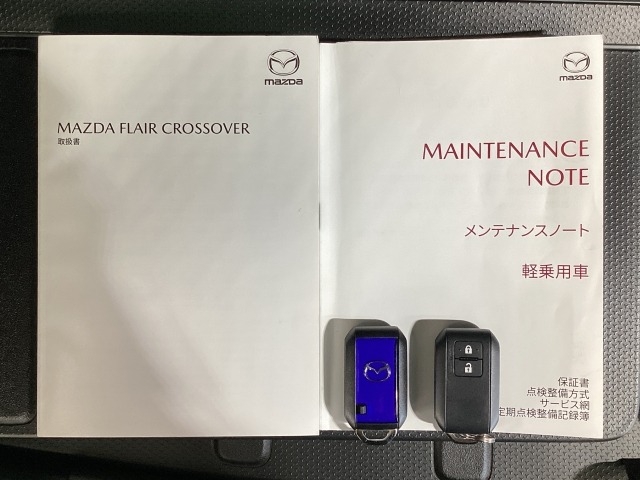 mazda
MAZDA FLAIR CROSSOVER
取扱書
mazda
MAINTENANCE
NOTE
メンテナンスノート
軽乗用車
保証書
点検整備方式
サービス網
定期点検整備記録簿